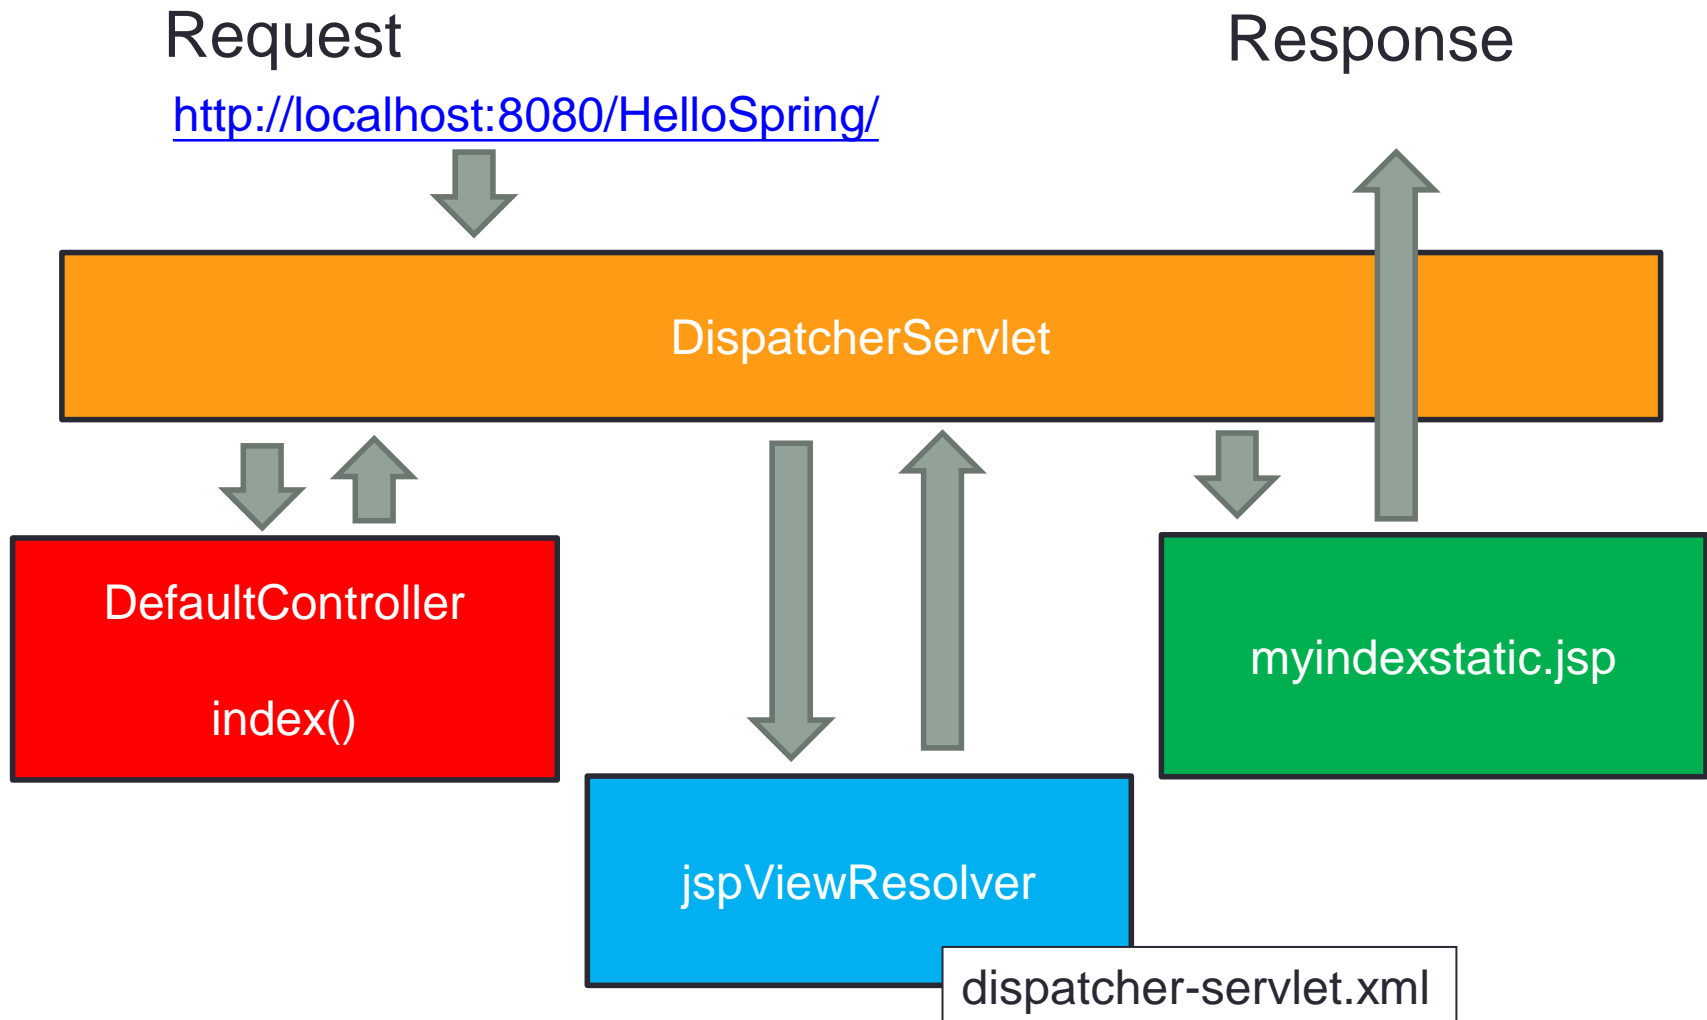 Request
Response
http://localhost:8080/HelloSpring/
DispatcherServlet
DefaultController
index()
myindexstatic.jsp
jspViewResolver
dispatcher-servlet.xml